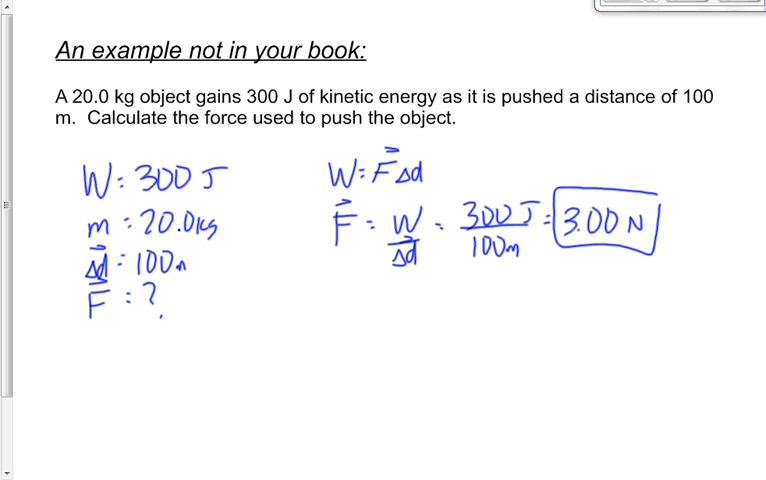 An example not in your book:
A 20.0 kg object gains 300 J of kinetic energy as it is pushed a distance of 100
m.  Calculate the force used to push the object.
W = 300 J
m = 20.0 kg
Δd⃗ = 100 m
F⃗ = ?
W = F⃗ Δd
F⃗ = W / Δd⃗ = 300 J / 100 m = 3.00 N